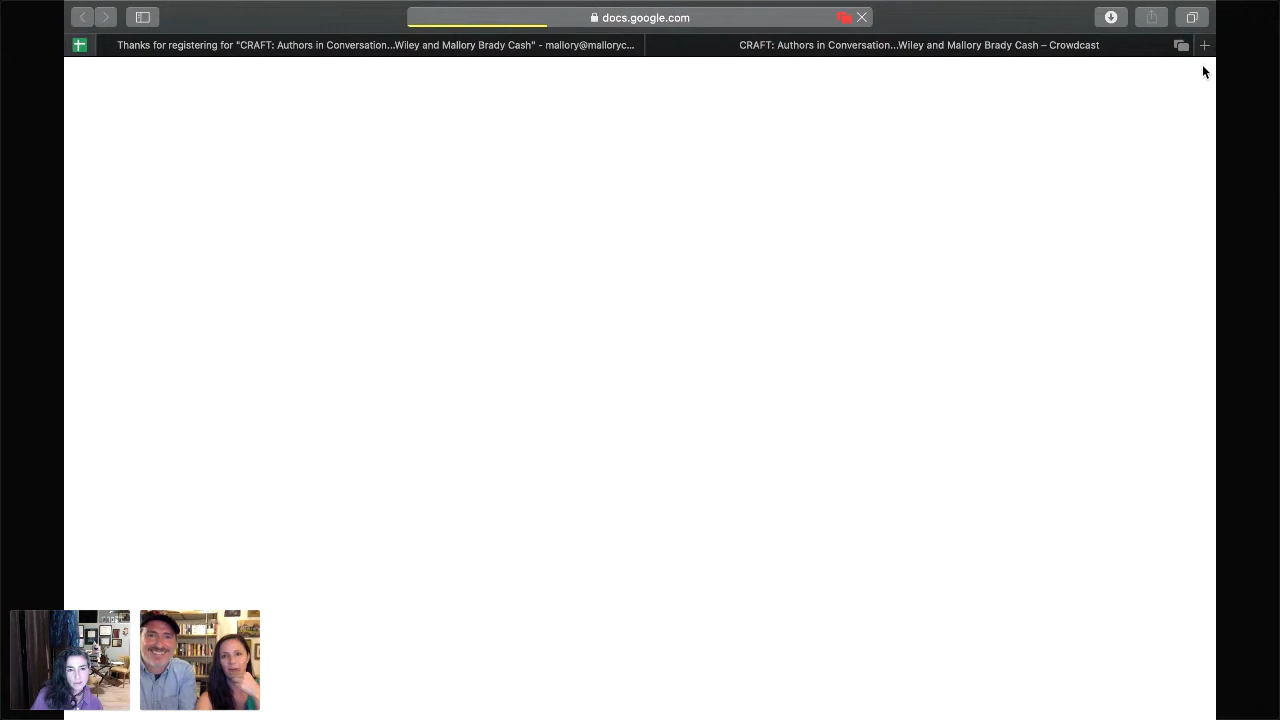 docs.google.com
Thanks for registering for "CRAFT: Authors in Conversation...Wiley and Mallory Brady Cash" - mallory@malloryc...
CRAFT: Authors in Conversation...Wiley and Mallory Brady Cash – Crowdcast